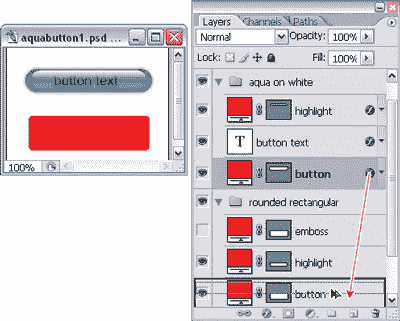 aquabutton1.psd ...
button text
100%
Layers Channels Paths
Normal Opacity: 100%
Lock: Fill: 100%
aqua on white
highlight
T button text
button
rounded rectangular
emboss
highlight
button